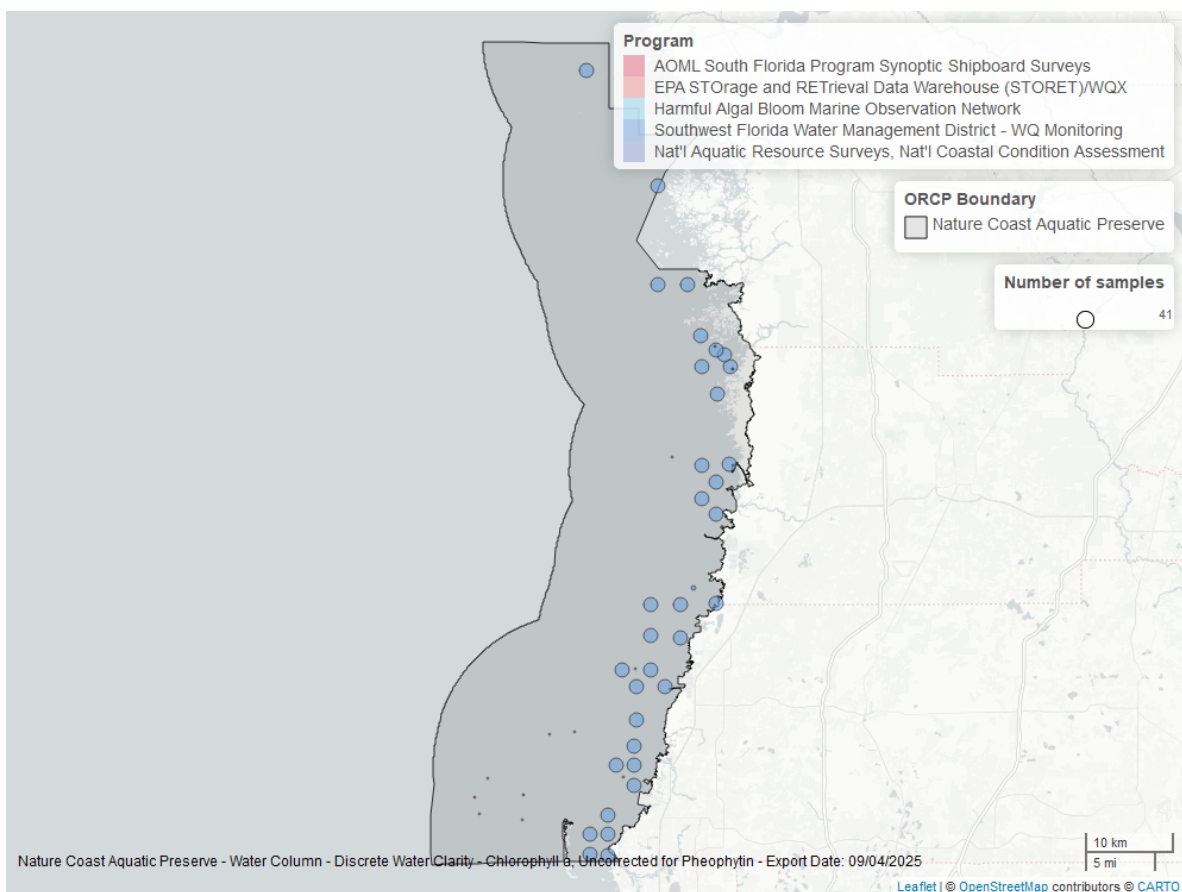 Program
AOML South Florida Program Synoptic Shipboard Surveys
EPA STOrage and RETrieval Data Warehouse (STORET)/WQX
Harmful Algal Bloom Marine Observation Network
Southwest Florida Water Management District - WQ Monitoring
Nat'l Aquatic Resource Surveys, Nat'l Coastal Condition Assessment
ORCP Boundary
Nature Coast Aquatic Preserve
Number of samples
41
10 km
5 mi
Nature Coast Aquatic Preserve - Water Column - Discrete Water Clarity - Chlorophyll a, Uncorrected for Pheophytin - Export Date: 09/04/2025
Leaflet | © OpenStreetMap contributors © CARTO